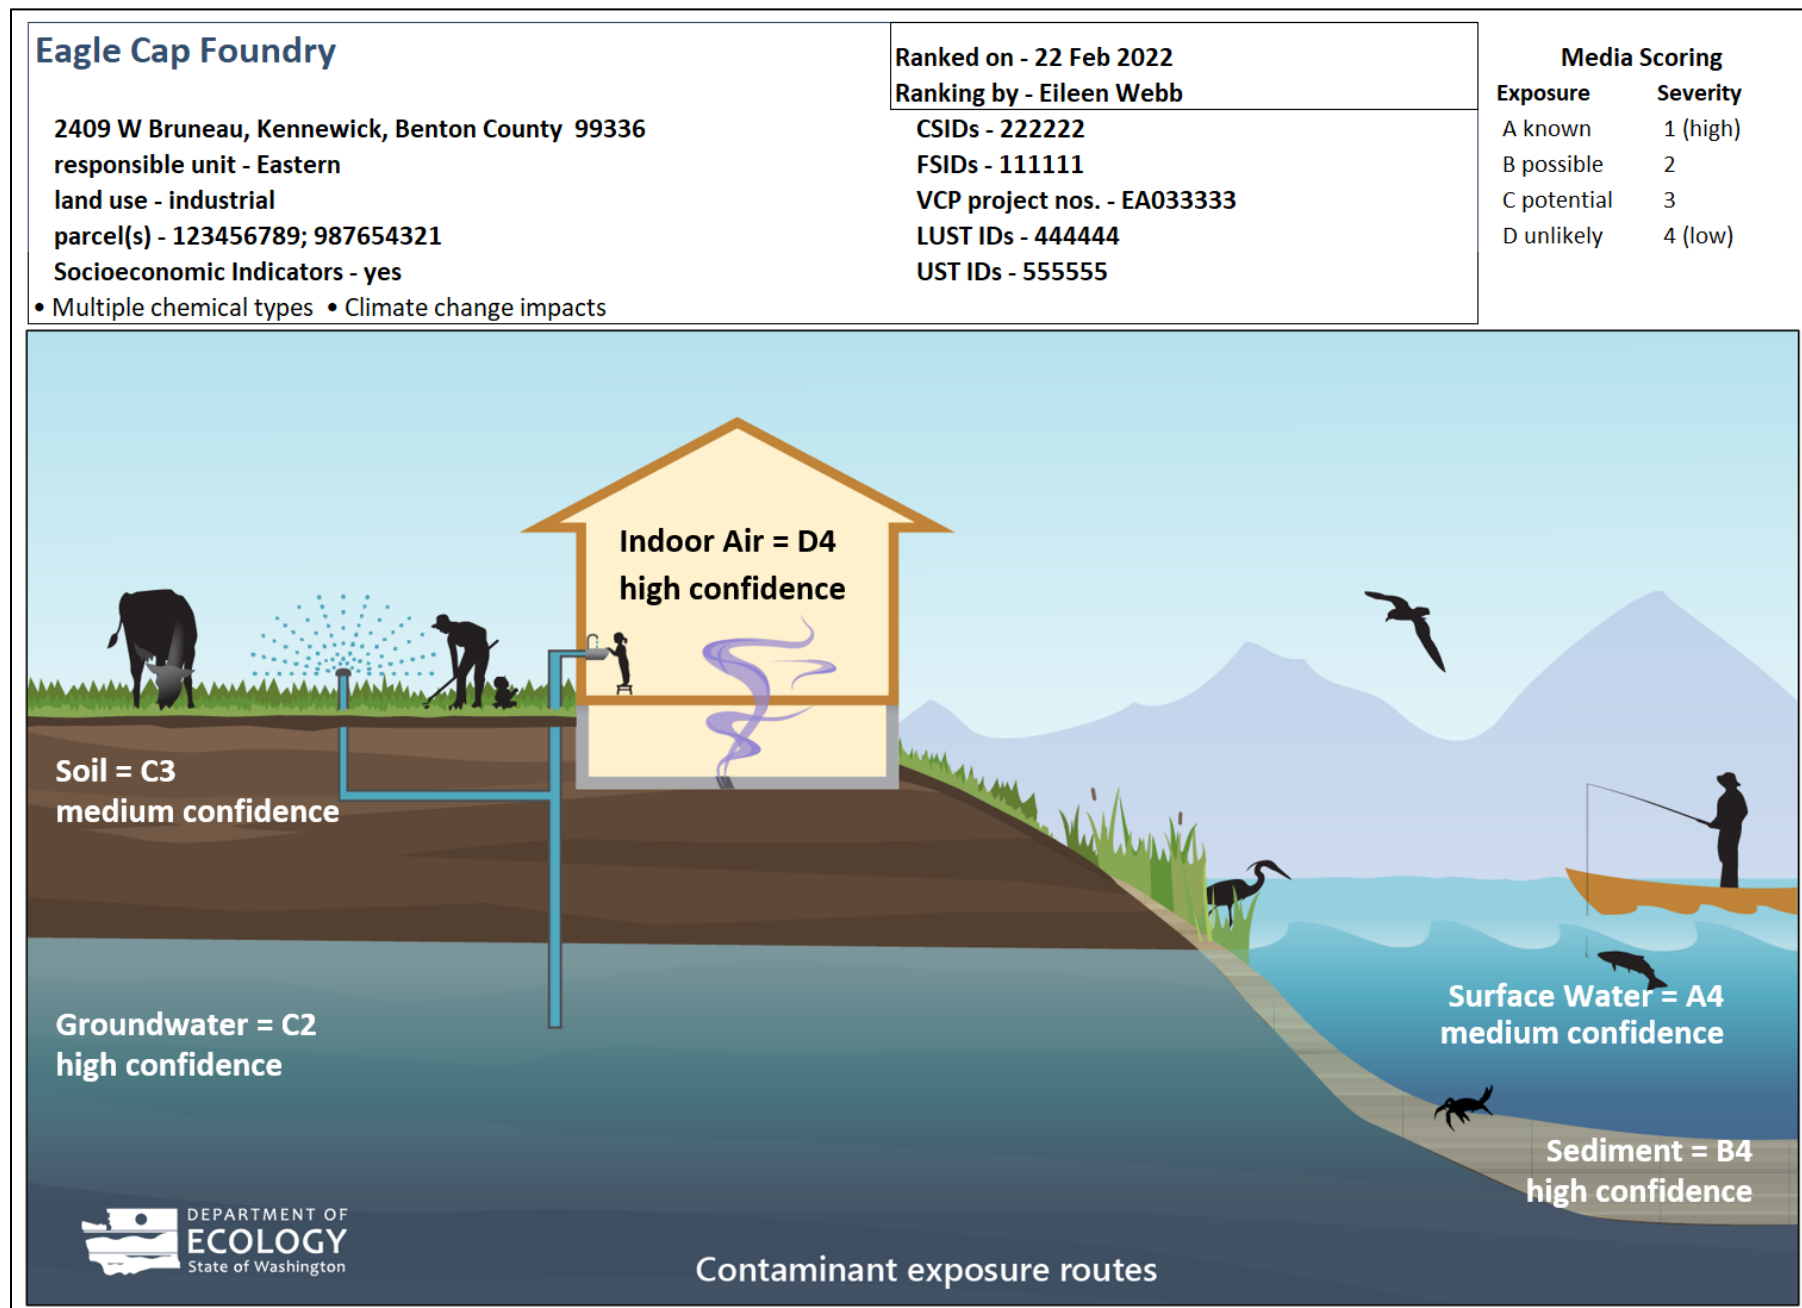 Eagle Cap Foundry
2409 W Bruneau, Kennewick, Benton County 99336
responsible unit - Eastern
land use - industrial
parcel(s) - 123456789; 987654321
Socioeconomic Indicators - yes
• Multiple chemical types • Climate change impacts
Ranked on - 22 Feb 2022
Ranking by - Eileen Webb
CSIDs - 222222
FSIDs - 111111
VCP project nos. - EA033333
LUST IDs - 444444
UST IDs - 555555
Media Scoring
Exposure Severity
A known 1 (high)
B possible 2
C potential 3
D unlikely 4 (low)
Indoor Air = D4
high confidence
Soil = C3
medium confidence
Groundwater = C2
high confidence
Surface Water = A4
medium confidence
Sediment = B4
high confidence
DEPARTMENT OF
ECOLOGY
State of Washington
Contaminant exposure routes